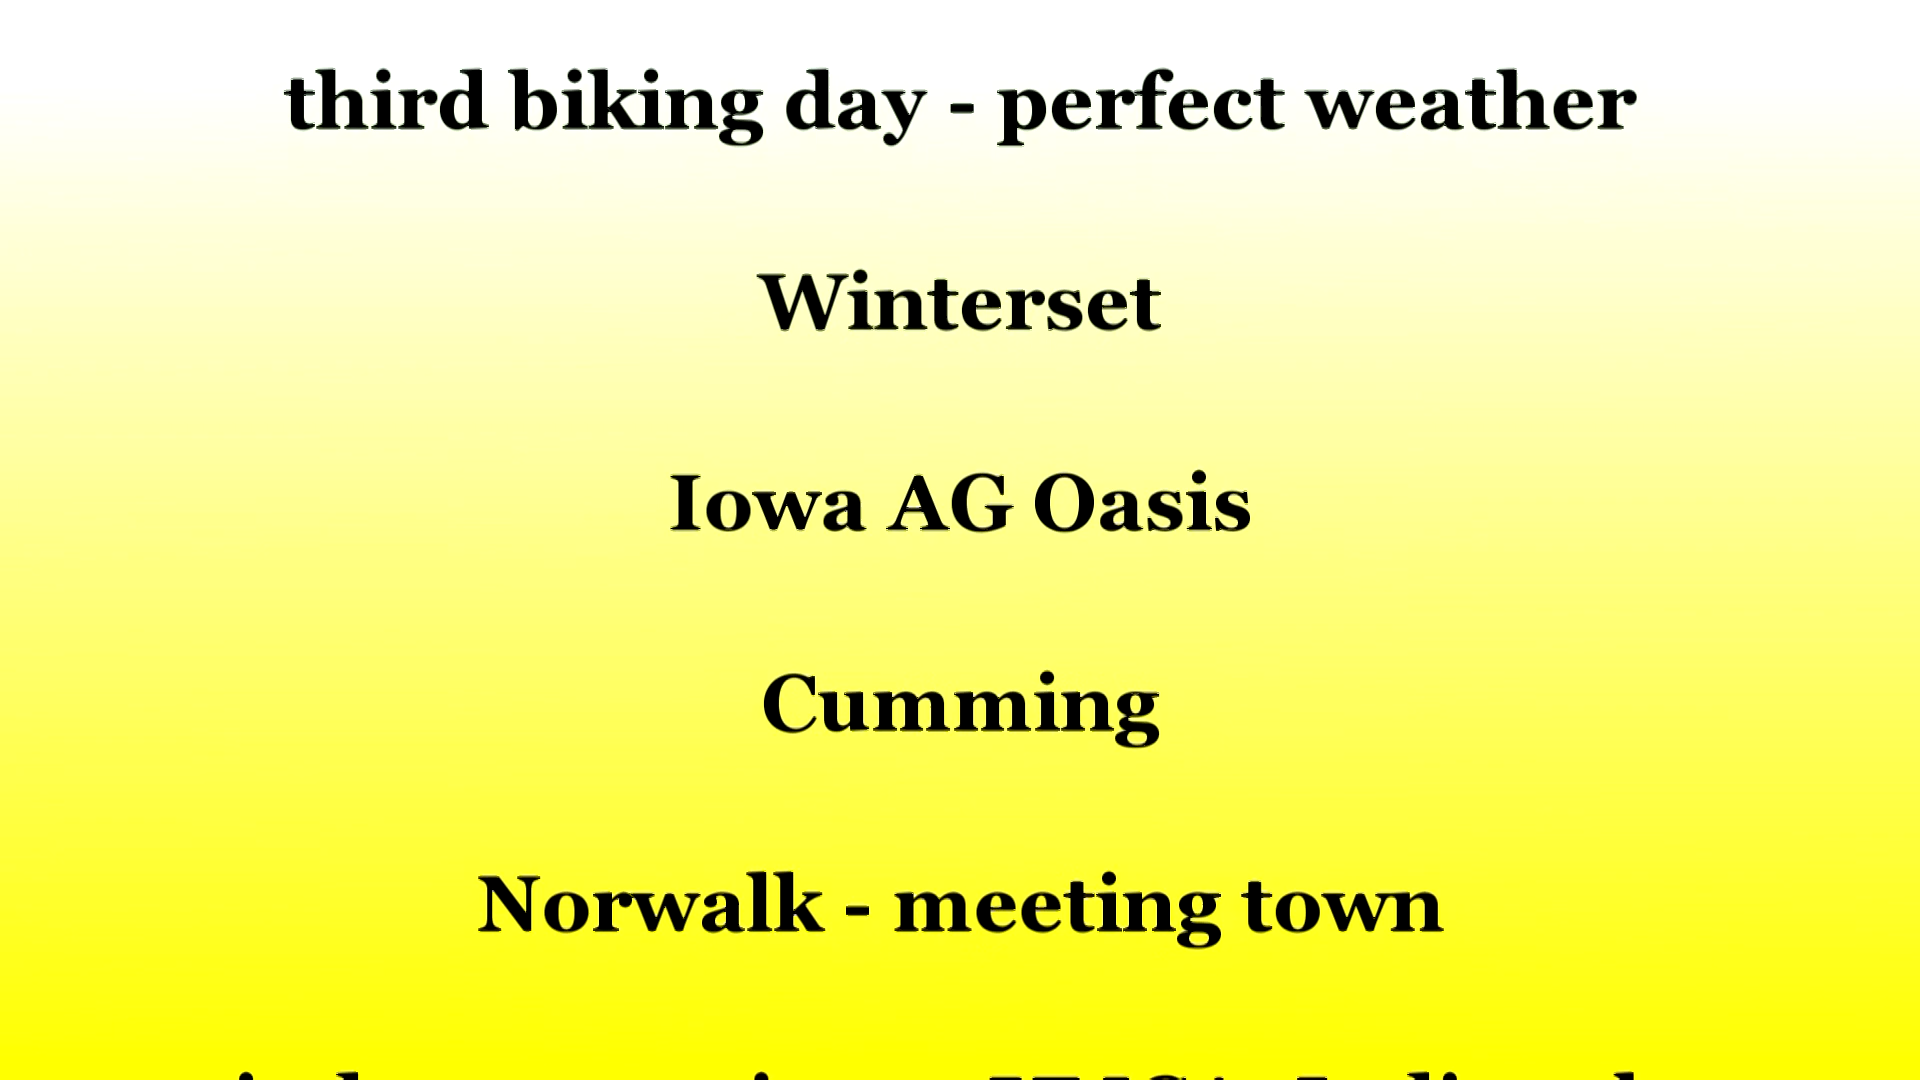 third biking day - perfect weather
Winterset
Iowa AG Oasis
Cumming
Norwalk - meeting town